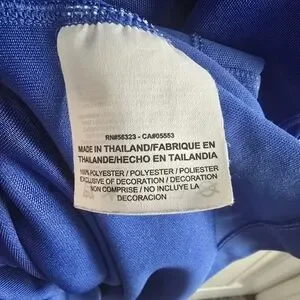 RN#56323 - CA#05553
MADE IN THAILAND/FABRIQUE EN
THALANDE/HECHO EN TAILANDIA
100% POLYESTER / POLYESTER / POLIESTER
EXCLUSIVE OF DECORATION / DECORATION
NON COMPRISE / NO INCLUYE LA
DECORACION